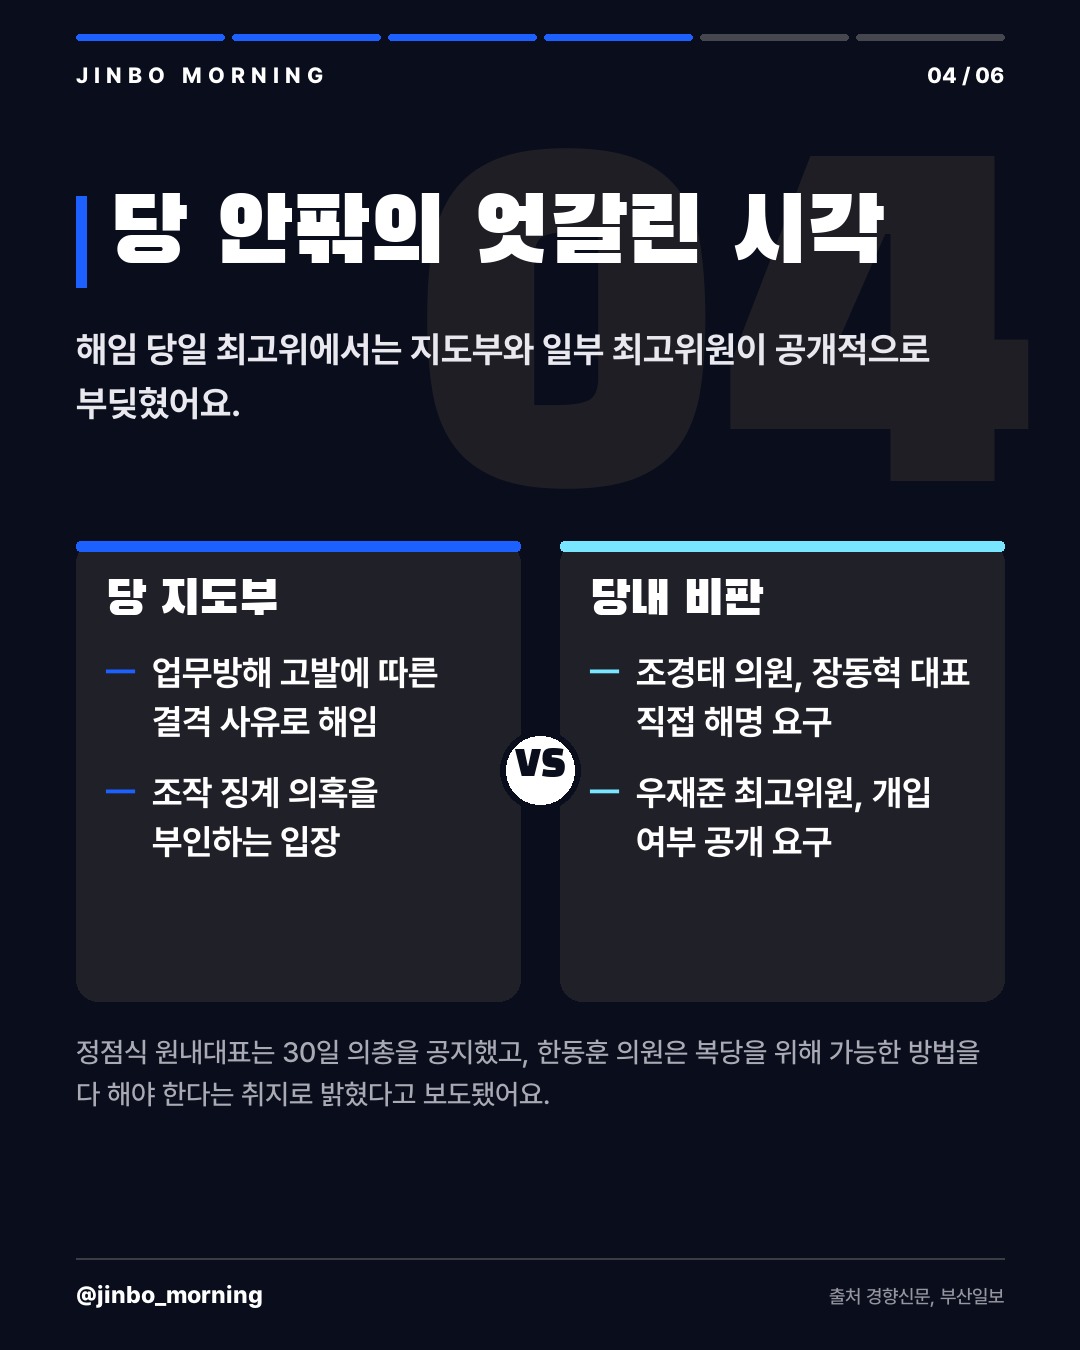 JINBO MORNING
04 / 06
04
당 안팎의 엇갈린 시각
해임 당일 최고위에서는 지도부와 일부 최고위원이 공개적으로
부딪혔어요.
당 지도부
— 업무방해 고발에 따른
결격 사유로 해임
— 조작 징계 의혹을
부인하는 입장
VS
당내 비판
— 조경태 의원, 장동혁 대표
직접 해명 요구
— 우재준 최고위원, 개입
여부 공개 요구
정점식 원내대표는 30일 의총을 공지했고, 한동훈 의원은 복당을 위해 가능한 방법을
다 해야 한다는 취지로 밝혔다고 보도됐어요.
@jinbo_morning
출처 경향신문, 부산일보